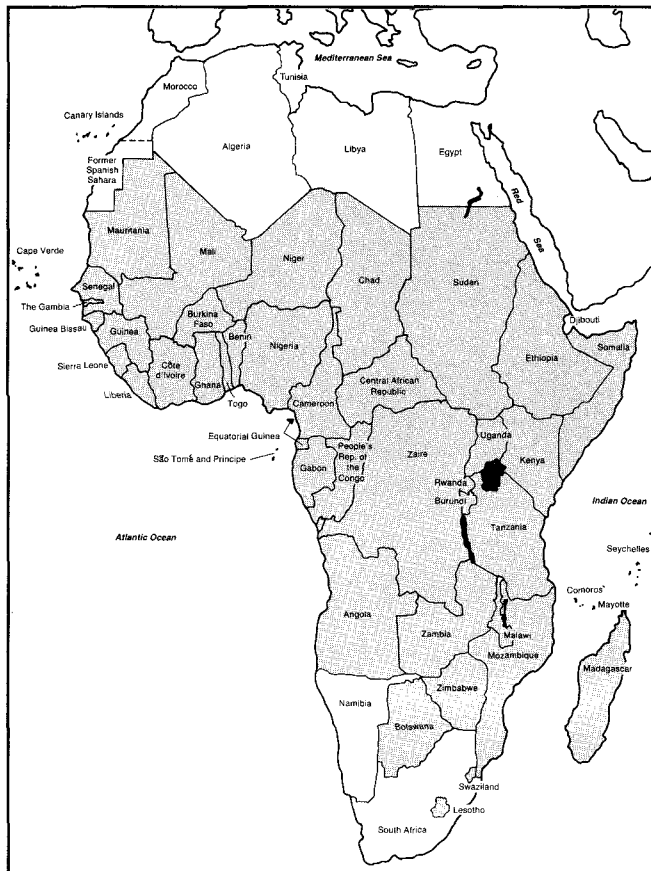 Mediterranean Sea
Tunisia
Morocco
Canary Islands
Algeria
Libya
Egypt
Former
Spanish
Sahara
Red
Sea
Mauritania
Mali
Niger
Chad
Sudan
Cape Verde
Senegal
The Gambia
Guinea Bissau
Guinea
Burkina
Faso
Benin
Nigeria
Djibouti
Somalia
Ethiopia
Sierra Leone
Côte
d'Ivoire
Ghana
Liberia
Togo
Cameroon
Central African
Republic
Equatorial Guinea
São Tomé and Principe
Gabon
People's
Rep. of
the
Congo
Zaire
Uganda
Kenya
Rwanda
Burundi
Indian Ocean
Tanzania
Atlantic Ocean
Seychelles
Comoros
Mayotte
Angola
Zambia
Malawi
Mozambique
Madagascar
Namibia
Zimbabwe
Botswana
Swaziland
Lesotho
South Africa